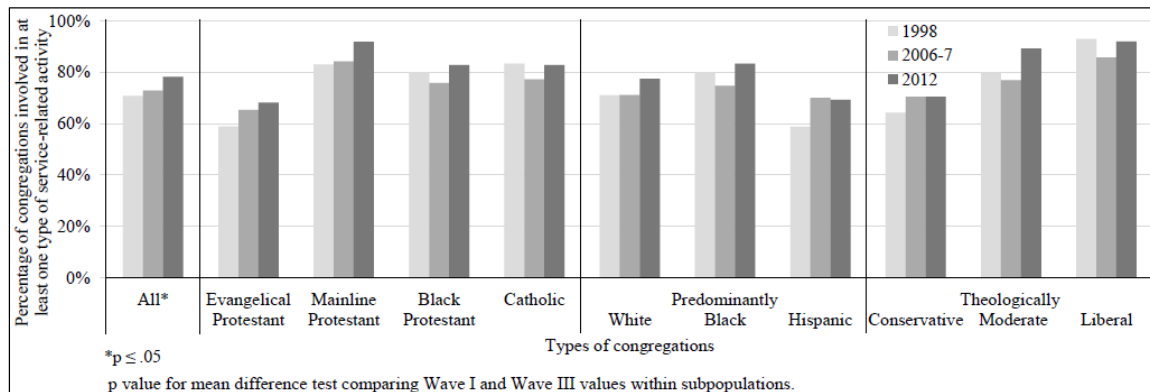 Percentage of congregations involved in at
least one type of service-related activity
100%
80%
60%
40%
20%
0%
1998
2006-7
2012
All*
Evangelical
Protestant
Mainline
Protestant
Black
Protestant
Catholic
Predominantly
White
Black
Hispanic
Theologically
Conservative
Moderate
Liberal
Types of congregations
*p ≤ .05
p value for mean difference test comparing Wave I and Wave III values within subpopulations.